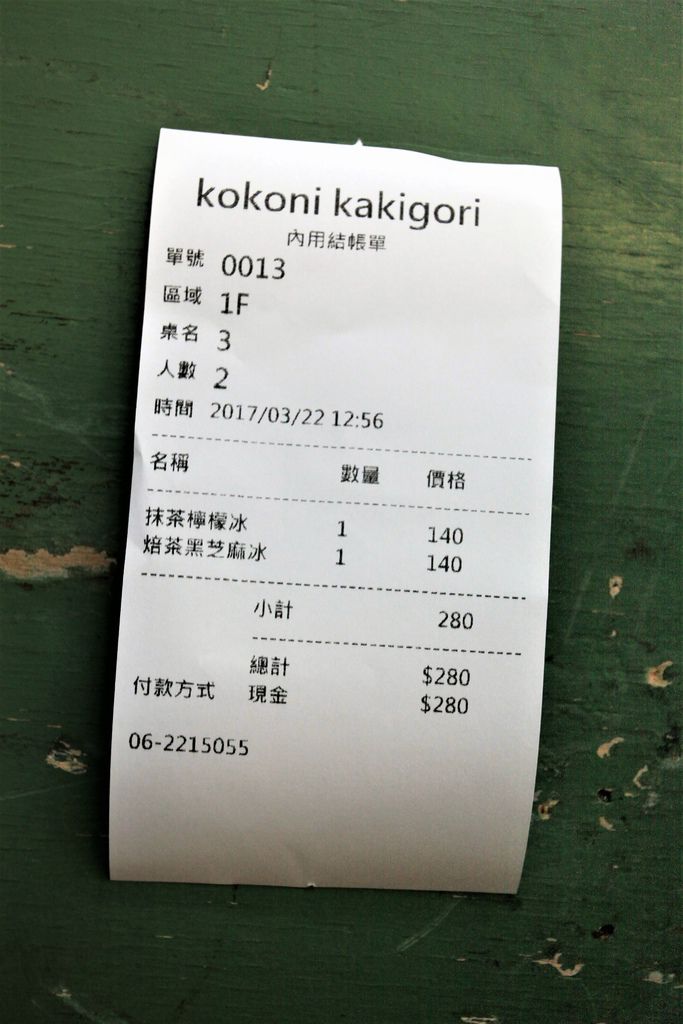 kokoni kakigori
內用結帳單
單號 0013
區域 1F
桌名 3
人數 2
時間 2017/03/22 12:56
名稱 數量 價格
抹茶檸檬冰 1 140
焙茶黑芝麻冰 1 140
小計 280
總計 $280
付款方式 現金 $280
06-2215055